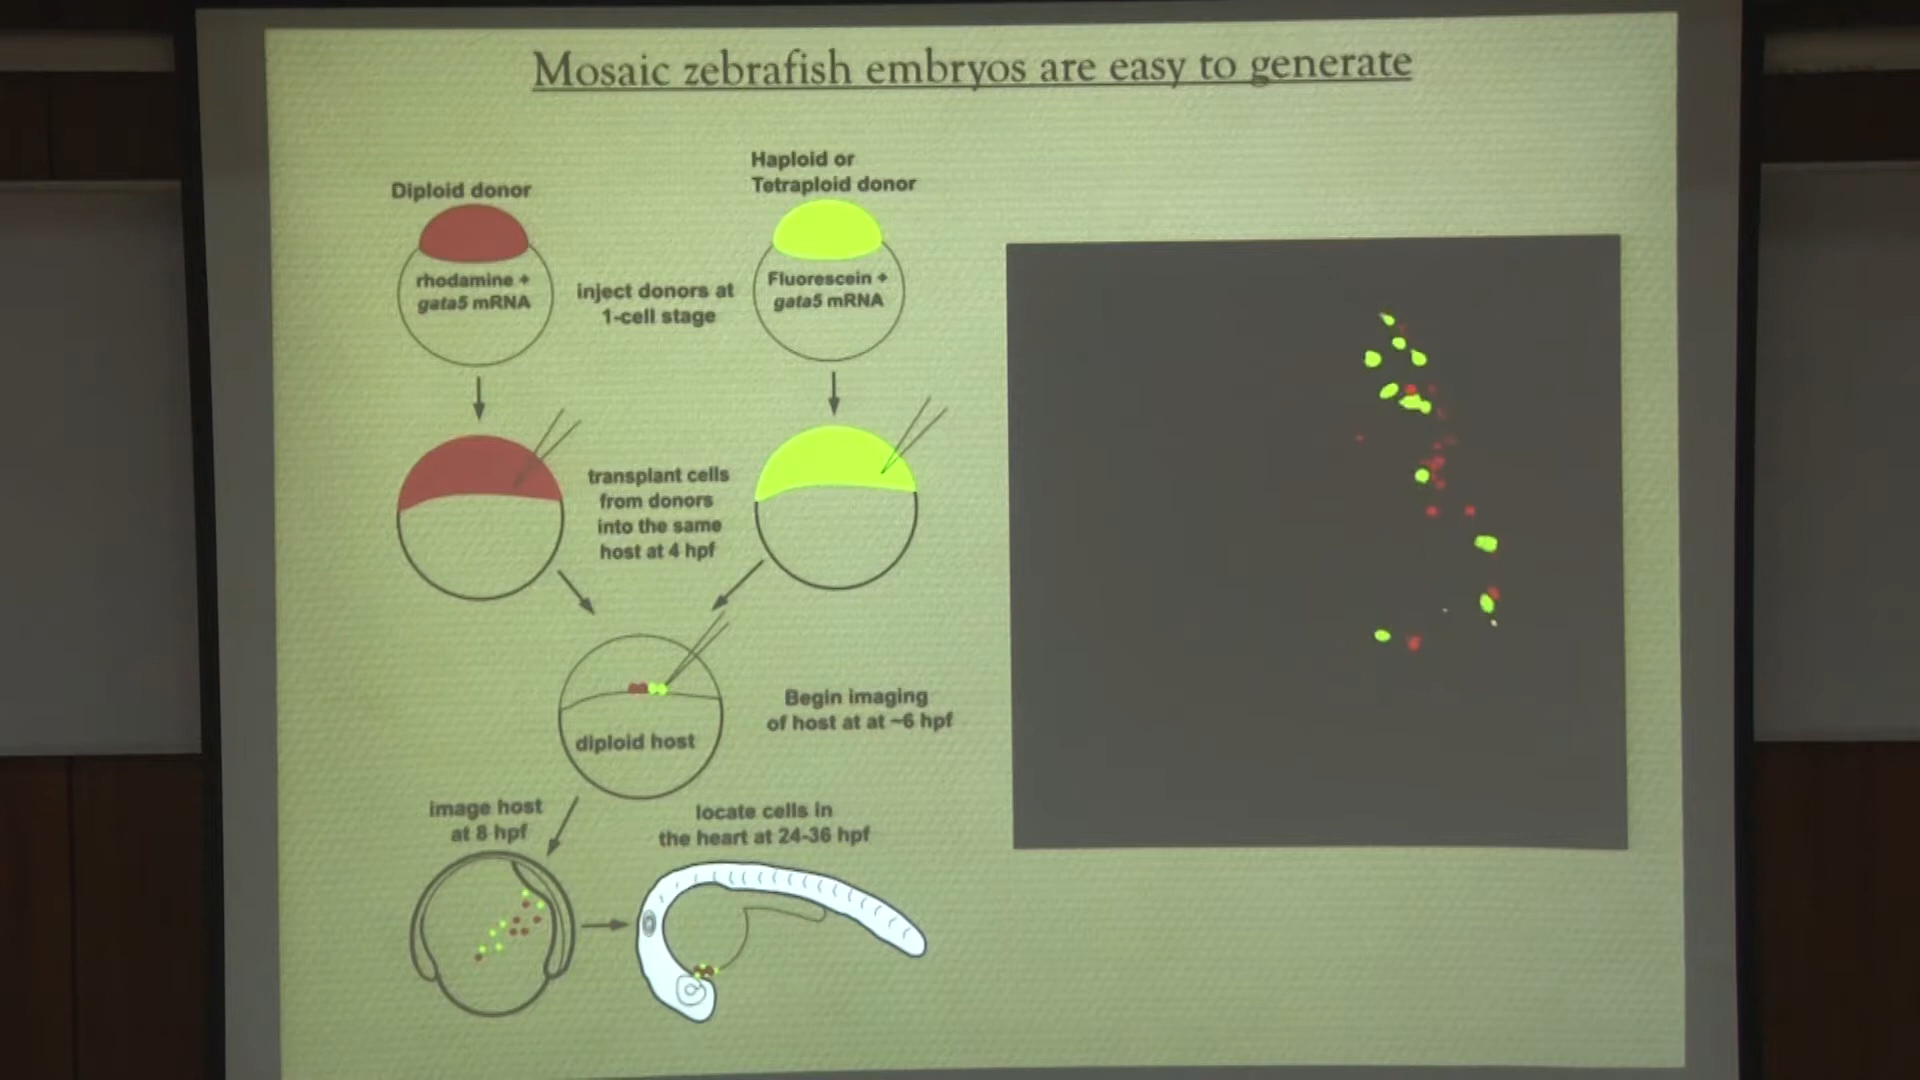 Mosaic zebrafish embryos are easy to generate
Diploid donor
Haploid or
Tetraploid donor
rhodamine +
gata5 mRNA
inject donors at
1-cell stage
Fluorescein +
gata5 mRNA
transplant cells
from donors
into the same
host at 4 hpf
diploid host
Begin imaging
of host at at ~6 hpf
image host
at 8 hpf
locate cells in
the heart at 24-36 hpf